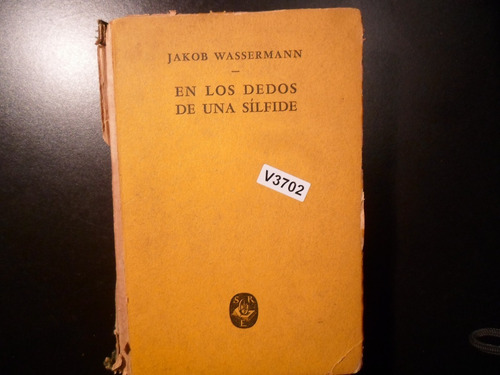 JAKOB WASSERMANN
EN LOS DEDOS
DE UNA SÍLFIDE
V3702
S R
E